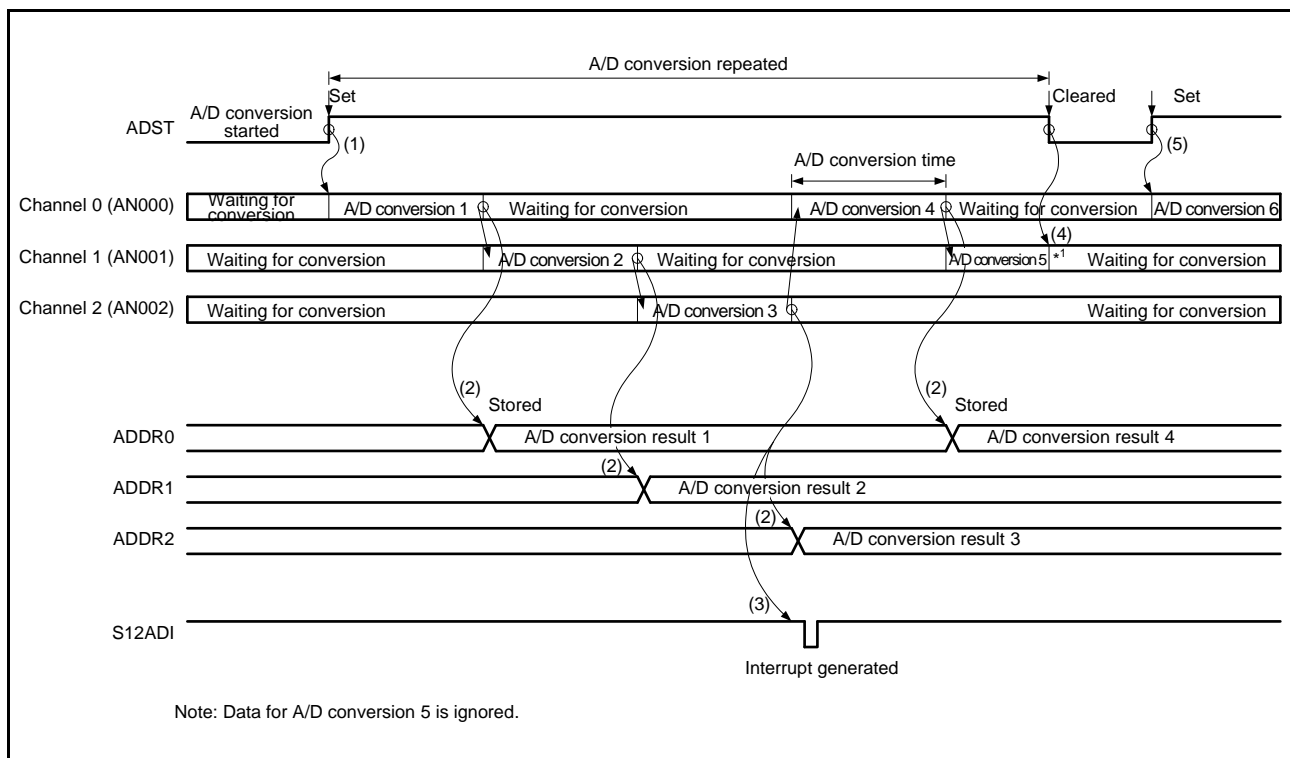 A/D conversion repeated
Set
Cleared
Set
A/D conversion
started
ADST
(1)
(5)
A/D conversion time
Channel 0 (AN000)
Waiting for
conversion
A/D conversion 1
Waiting for conversion
A/D conversion 4
Waiting for conversion
A/D conversion 6
(4)
Channel 1 (AN001)
Waiting for conversion
A/D conversion 2
Waiting for conversion
A/D conversion 5
*1
Waiting for conversion
Channel 2 (AN002)
Waiting for conversion
A/D conversion 3
Waiting for conversion
(2)
Stored
(2)
Stored
ADDR0
A/D conversion result 1
A/D conversion result 4
(2)
ADDR1
A/D conversion result 2
(2)
ADDR2
A/D conversion result 3
(3)
S12ADI
Interrupt generated
Note: Data for A/D conversion 5 is ignored.